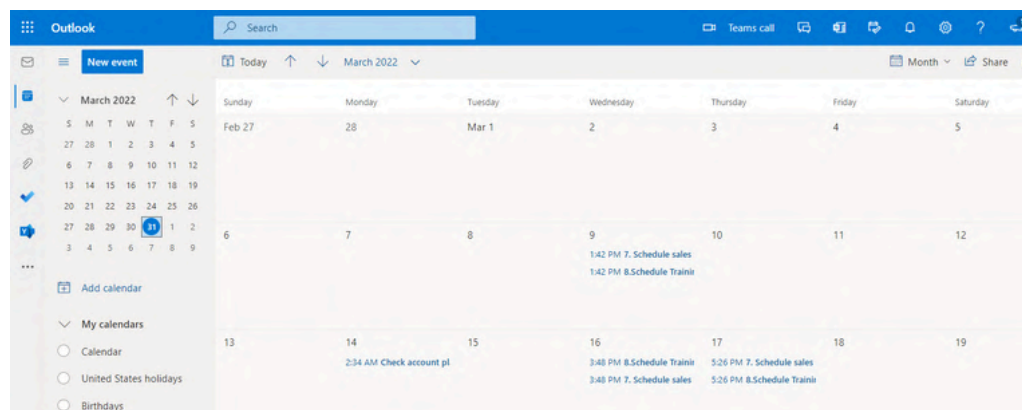 Outlook
Search
Teams call
?
New event
Today
March 2022
Month
Share
March 2022
S M T W T F S
27 28 1 2 3 4 5
6 7 8 9 10 11 12
13 14 15 16 17 18 19
20 21 22 23 24 25 26
27 28 29 30 31 1 2
3 4 5 6 7 8 9
Add calendar
My calendars
Calendar
United States holidays
Birthdays
Sunday Monday Tuesday Wednesday Thursday Friday Saturday
Feb 27 28 Mar 1 2 3 4 5
6 7 8 9 10 11 12
1:42 PM 7. Schedule sales
1:42 PM 8.Schedule Trainin
13 14 15 16 17 18 19
2:34 AM Check account pl
3:48 PM 8.Schedule Trainin
3:48 PM 7. Schedule sales
5:26 PM 7. Schedule sales
5:26 PM 8.Schedule Trainin